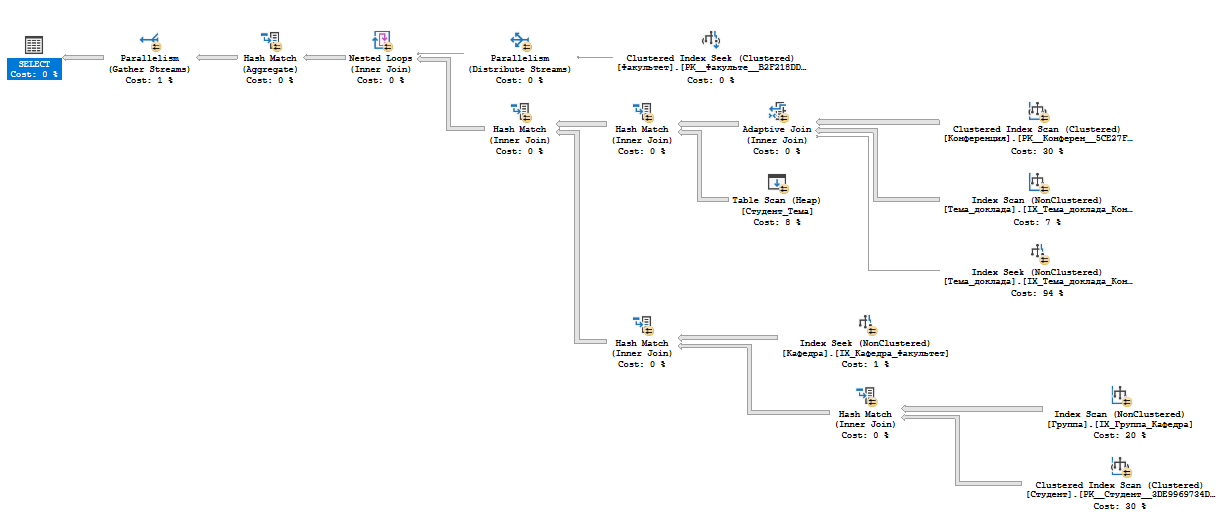 SELECT
Cost: 0 %
Parallelism
(Gather Streams)
Cost: 1 %
Hash Match
(Aggregate)
Cost: 0 %
Nested Loops
(Inner Join)
Cost: 0 %
Parallelism
(Distribute Streams)
Cost: 0 %
Clustered Index Seek (Clustered)
[Факультет].[PK__Факульте__B2F218DD…
Cost: 0 %
Hash Match
(Inner Join)
Cost: 0 %
Hash Match
(Inner Join)
Cost: 0 %
Adaptive Join
(Inner Join)
Cost: 0 %
Clustered Index Scan (Clustered)
[Конференция].[PK__Конферен__5CE27F…
Cost: 30 %
Table Scan (Heap)
[Студент_Тема]
Cost: 8 %
Index Scan (NonClustered)
[Тема_доклада].[IX_Тема_доклада_Кон…
Cost: 7 %
Index Seek (NonClustered)
[Тема_доклада].[IX_Тема_доклада_Кон…
Cost: 94 %
Hash Match
(Inner Join)
Cost: 0 %
Index Seek (NonClustered)
[Кафедра].[IX_Кафедра_Факультет]
Cost: 1 %
Hash Match
(Inner Join)
Cost: 0 %
Index Scan (NonClustered)
[Группа].[IX_Группа_Кафедра]
Cost: 20 %
Clustered Index Scan (Clustered)
[Студент].[PK__Студент__3DE9969734D…
Cost: 30 %